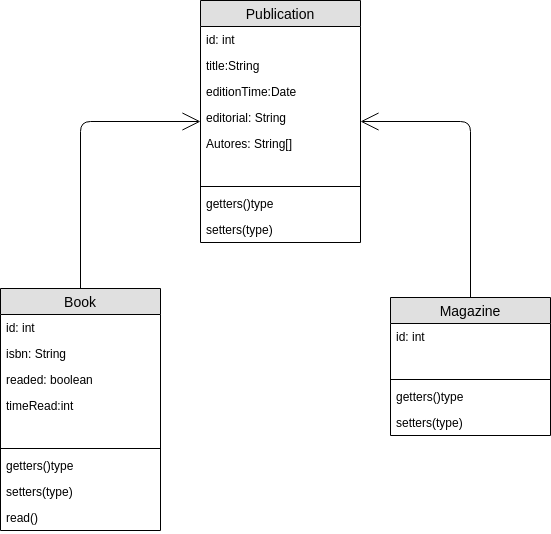 Publication
id: int
title:String
editionTime:Date
editorial: String
Autores: String[]
getters()type
setters(type)
Book
id: int
isbn: String
readed: boolean
timeRead:int
getters()type
setters(type)
read()
Magazine
id: int
getters()type
setters(type)